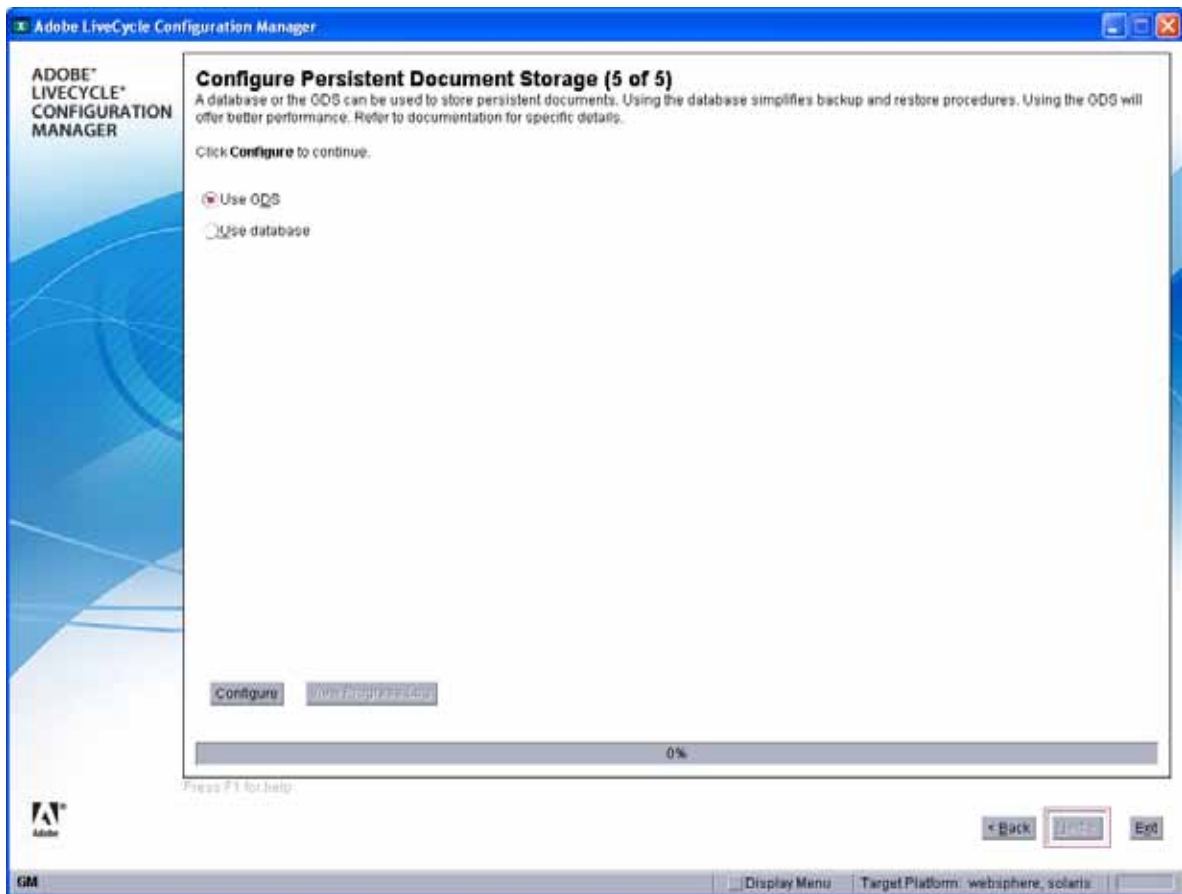 Adobe LiveCycle Configuration Manager
ADOBE®
LIVECYCLE®
CONFIGURATION
MANAGER
Configure Persistent Document Storage (5 of 5)
A database or the GDS can be used to store persistent documents. Using the database simplifies backup and restore procedures. Using the GDS will
offer better performance. Refer to documentation for specific details.
Click Configure to continue.
Use GDS
Use database
Configure
View Progress Log
0%
Press F1 for help
Adobe
< Back
Exit
GM
Display Menu
Target Platform: websphere, solaris